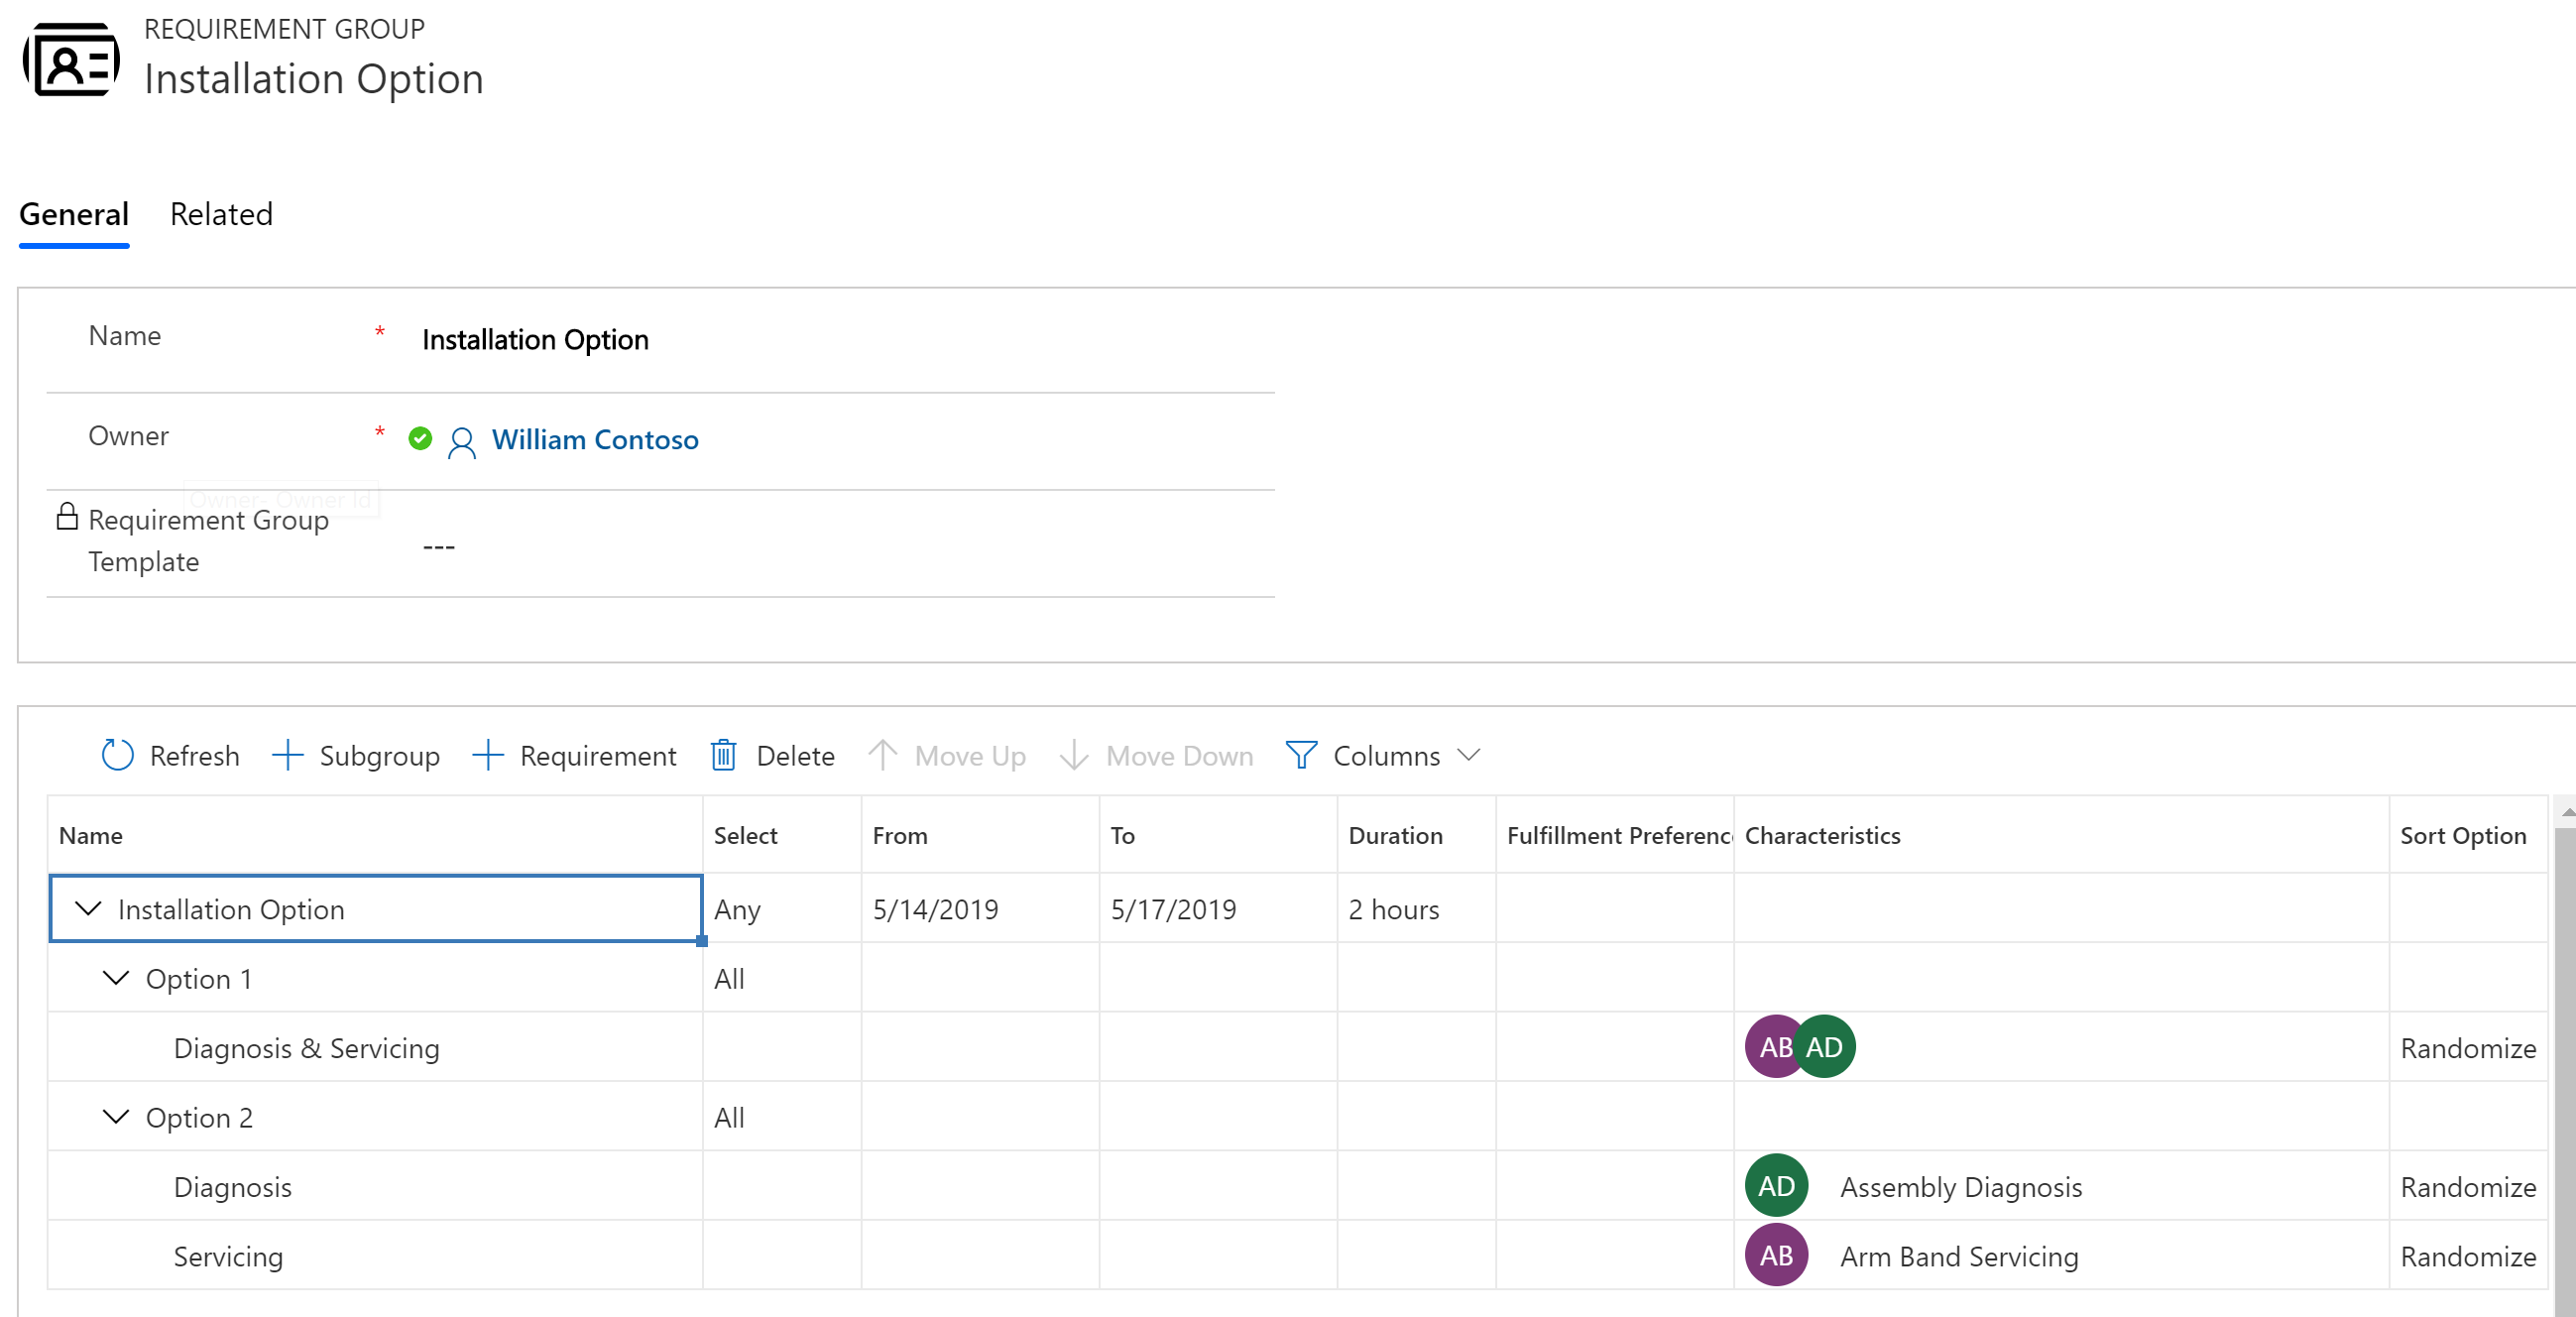 REQUIREMENT GROUP
Installation Option
General Related
Name * Installation Option
Owner * William Contoso
Owner- Owner Id
Requirement Group
Template
---
Refresh Subgroup Requirement Delete Move Up Move Down Columns
Name Select From To Duration Fulfillment Preferenc Characteristics Sort Option
Installation Option Any 5/14/2019 5/17/2019 2 hours
Option 1 All
Diagnosis & Servicing AB AD Randomize
Option 2 All
Diagnosis AD Assembly Diagnosis Randomize
Servicing AB Arm Band Servicing Randomize